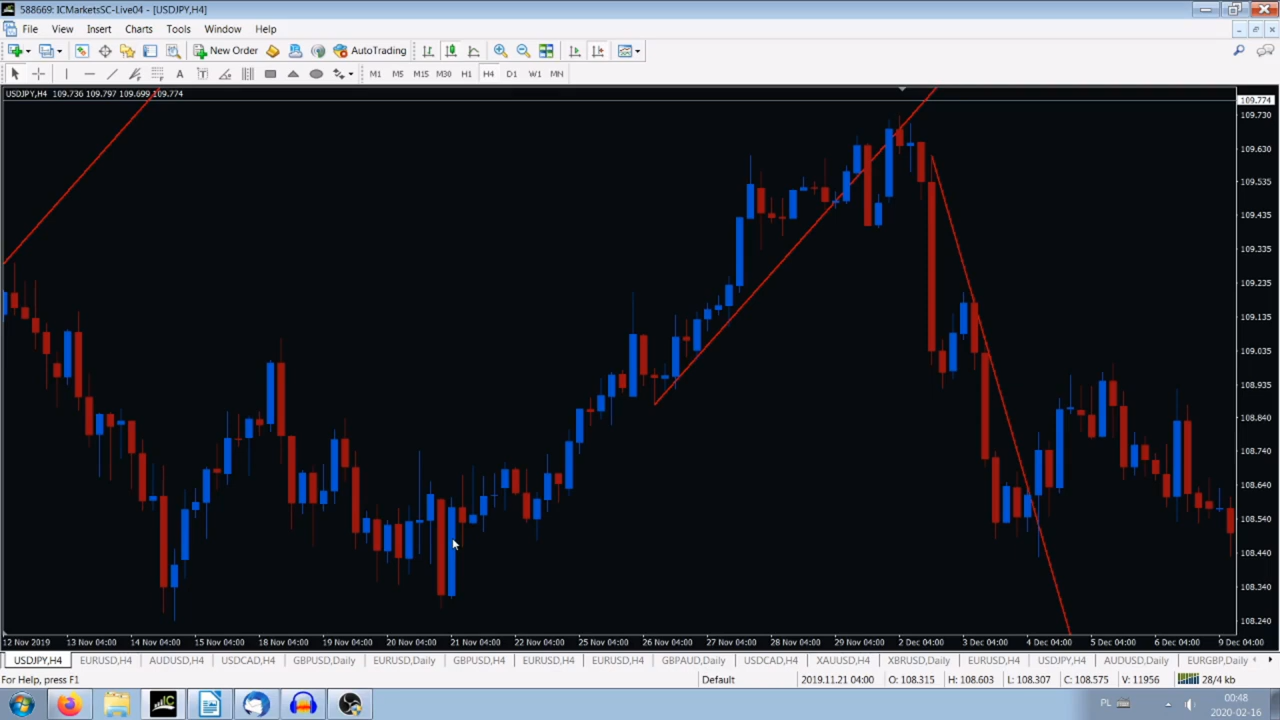 588669: ICMarketsSC-Live04 - [USDJPY,H4]
File View Insert Charts Tools Window Help
New Order AutoTrading
A T M1 M5 M15 M30 H1 H4 D1 W1 MN
USDJPY,H4 109.736 109.797 109.699 109.774
109.774
109.730
109.630
109.535
109.435
109.335
109.235
109.135
109.035
108.935
108.840
108.740
108.640
108.540
108.440
108.340
108.240
12 Nov 2019 13 Nov 04:00 14 Nov 04:00 15 Nov 04:00 18 Nov 04:00 19 Nov 04:00 20 Nov 04:00 21 Nov 04:00 22 Nov 04:00 25 Nov 04:00 26 Nov 04:00 27 Nov 04:00 28 Nov 04:00 29 Nov 04:00 2 Dec 04:00 3 Dec 04:00 4 Dec 04:00 5 Dec 04:00 6 Dec 04:00 9 Dec 04:00
USDJPY,H4 EURUSD,H4 AUDUSD,H4 USDCAD,H4 GBPUSD,Daily EURUSD,Daily GBPUSD,H4 EURUSD,H4 EURUSD,H4 GBPAUD,Daily USDCAD,H4 XAUUSD,H4 XBRUSD,Daily EURUSD,H4 USDJPY,H4 AUDUSD,Daily EURGBP,Daily
For Help, press F1 Default 2019.11.21 04:00 O: 108.315 H: 108.603 L: 108.307 C: 108.575 V: 11956 28/4 kb
IC PL 00:48
2020-02-16